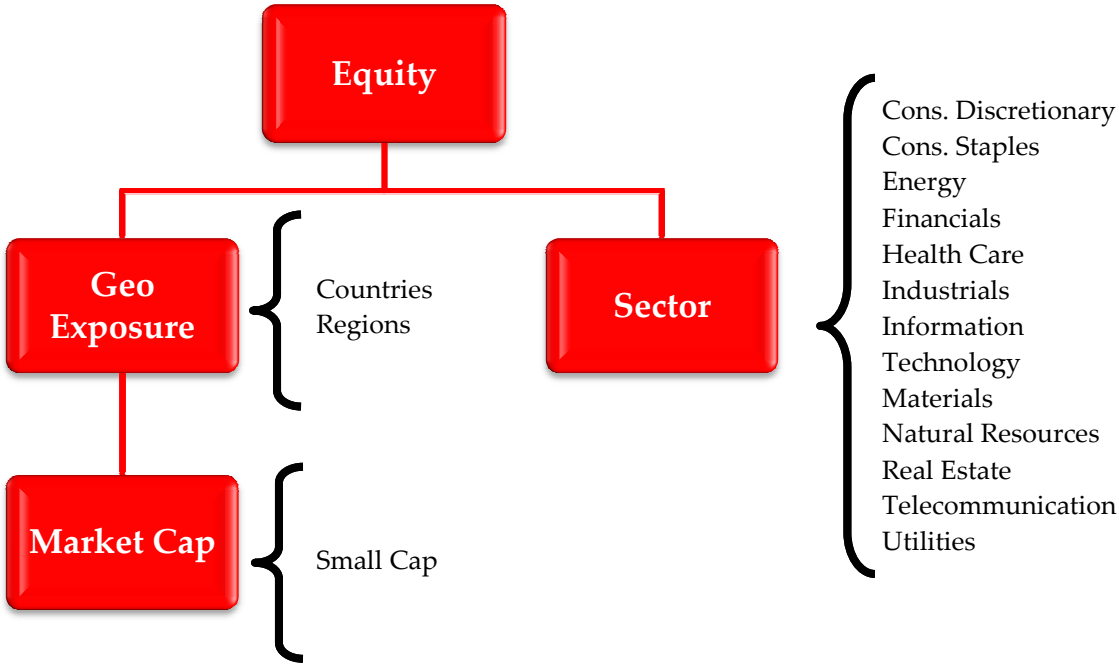 Equity
Geo
Exposure
Countries
Regions
Market Cap
Small Cap
Sector
Cons. Discretionary
Cons. Staples
Energy
Financials
Health Care
Industrials
Information
Technology
Materials
Natural Resources
Real Estate
Telecommunication
Utilities